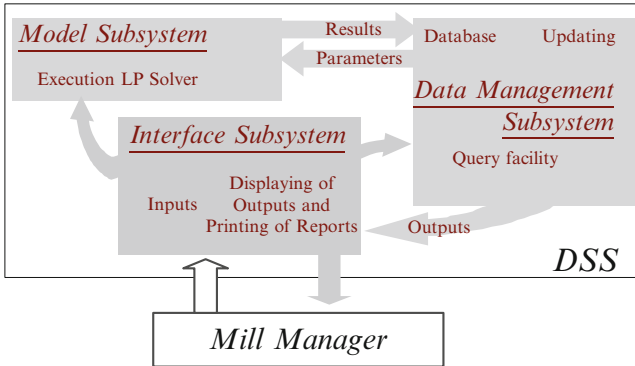 Model Subsystem
Execution LP Solver
Results
Parameters
Database Updating
Data Management
Subsystem
Query facility
Interface Subsystem
Inputs
Displaying of
Outputs and
Printing of Reports
Outputs
DSS
Mill Manager